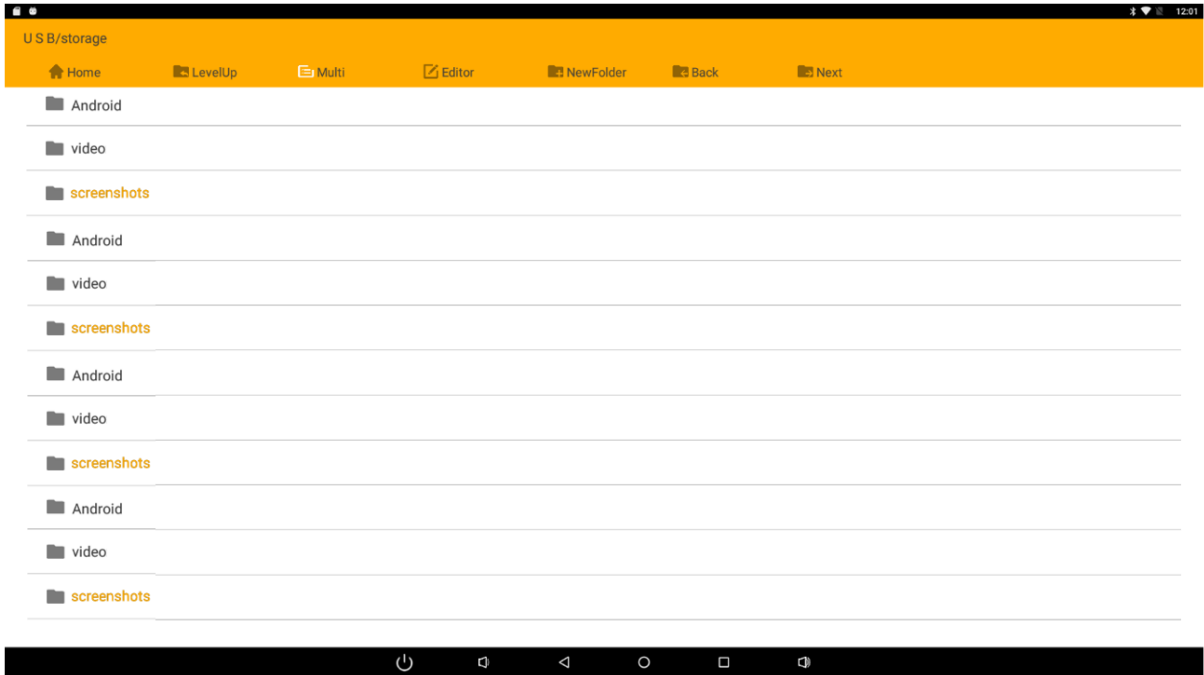 12:01
U S B/storage
Home LevelUp Multi Editor NewFolder Back Next
Android
video
screenshots
Android
video
screenshots
Android
video
screenshots
Android
video
screenshots